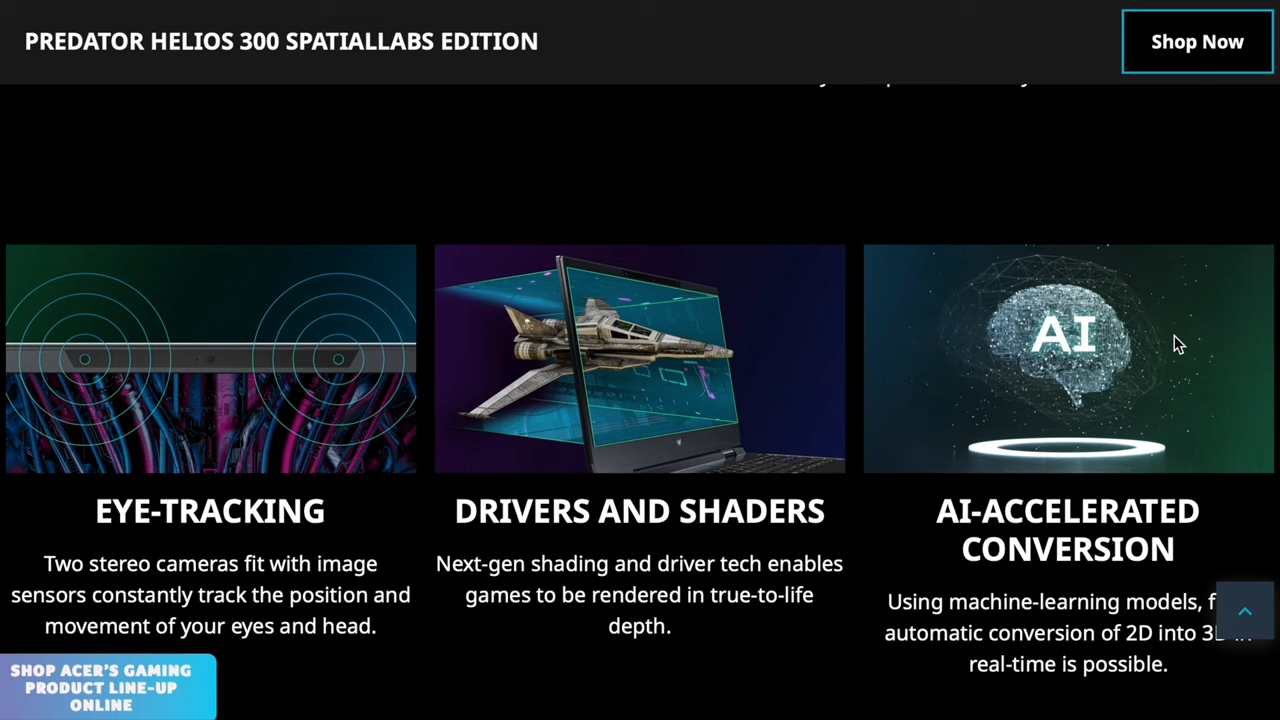 PREDATOR HELIOS 300 SPATIALLABS EDITION
Shop Now
AI
EYE-TRACKING
Two stereo cameras fit with image
sensors constantly track the position and
movement of your eyes and head.
DRIVERS AND SHADERS
Next-gen shading and driver tech enables
games to be rendered in true-to-life
depth.
AI-ACCELERATED
CONVERSION
Using machine-learning models,
automatic conversion of 2D into 3D in
real-time is possible.
SHOP ACER'S GAMING
PRODUCT LINE-UP
ONLINE